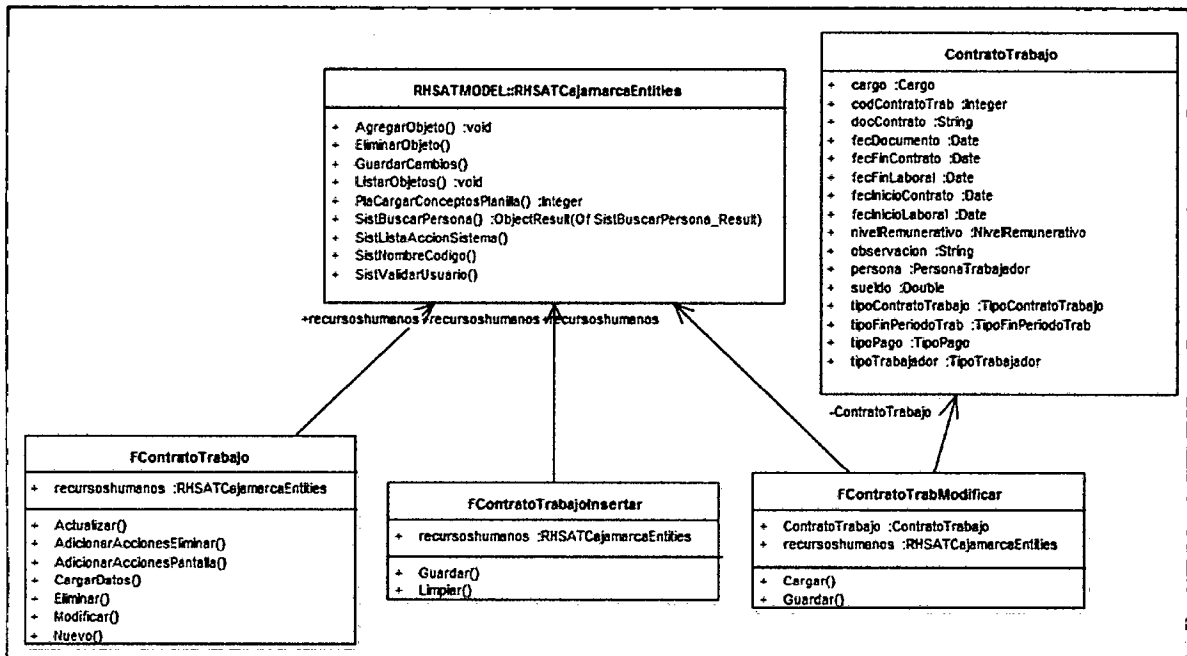 RHSATMODEL::RHSATCajamarcaEntities
+ AgregarObjeto() :void
+ EliminarObjeto()
+ GuardarCambios()
+ ListarObjetos() :void
+ PlaCargarConceptosPlanilla() :Integer
+ SistBuscarPersona() :ObjectResult(Of SistBuscarPersona_Result)
+ SistListaAccionSistema()
+ SistNombreCodigo()
+ SistValidarUsuario()
ContratoTrabajo
+ cargo :Cargo
+ codContratoTrab :Integer
+ docContrato :String
+ fecDocumento :Date
+ fecFinContrato :Date
+ fecFinLaboral :Date
+ fecInicioContrato :Date
+ fecInicioLaboral :Date
+ nivelRemunerativo :NivelRemunerativo
+ observacion :String
+ persona :PersonaTrabajador
+ sueldo :Double
+ tipoContratoTrabajo :TipoContratoTrabajo
+ tipoFinPeriodoTrab :TipoFinPeriodoTrab
+ tipoPago :TipoPago
+ tipoTrabajador :TipoTrabajador
+recursoshumanos +recursoshumanos +recursoshumanos
-ContratoTrabajo
FContratoTrabajo
+ recursoshumanos :RHSATCajamarcaEntities
+ Actualizar()
+ AdicionarAccionesEliminar()
+ AdicionarAccionesPantalla()
+ CargarDatos()
+ Eliminar()
+ Modificar()
+ Nuevo()
FContratoTrabajoInsertar
+ recursoshumanos :RHSATCajamarcaEntities
+ Guardar()
+ Limpiar()
FContratoTrabModificar
+ ContratoTrabajo :ContratoTrabajo
+ recursoshumanos :RHSATCajamarcaEntities
+ Cargar()
+ Guardar()